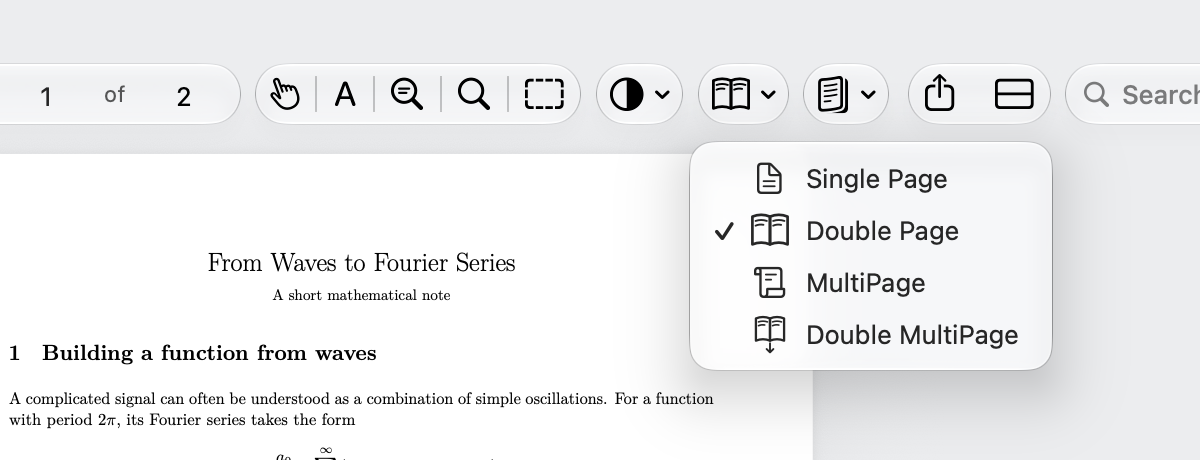 1 of 2 A Search
Single Page
Double Page
MultiPage
Double MultiPage
From Waves to Fourier Series
A short mathematical note
1 Building a function from waves
A complicated signal can often be understood as a combination of simple oscillations. For a function
with period 2π, its Fourier series takes the form